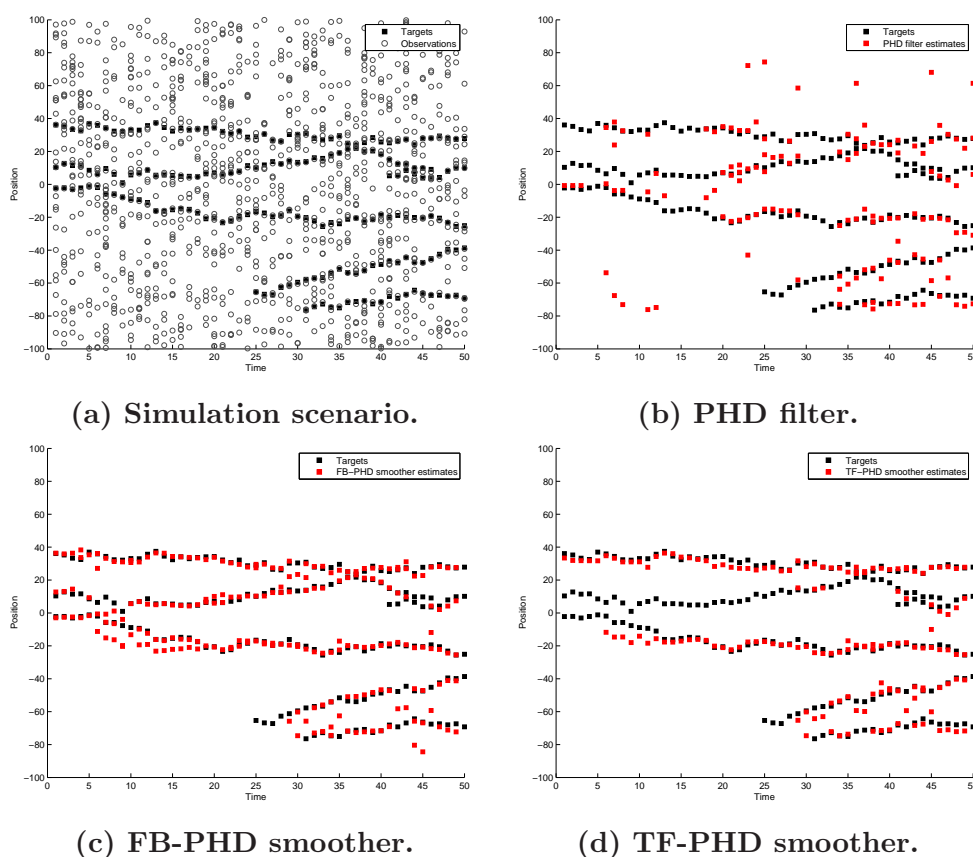 100
80
60
40
20
0
−20
−40
−60
−80
−100
Position
0 5 10 15 20 25 30 35 40 45 50
Time
Targets
Observations
(a) Simulation scenario.
100
80
60
40
20
0
−20
−40
−60
−80
−100
Position
0 5 10 15 20 25 30 35 40 45 50
Time
Targets
PHD filter estimates
(b) PHD filter.
100
80
60
40
20
0
−20
−40
−60
−80
−100
Position
0 5 10 15 20 25 30 35 40 45 50
Time
Targets
FB−PHD smoother estimates
(c) FB-PHD smoother.
100
80
60
40
20
0
−20
−40
−60
−80
−100
Position
0 5 10 15 20 25 30 35 40 45 50
Time
Targets
TF−PHD smoother estimates
(d) TF-PHD smoother.